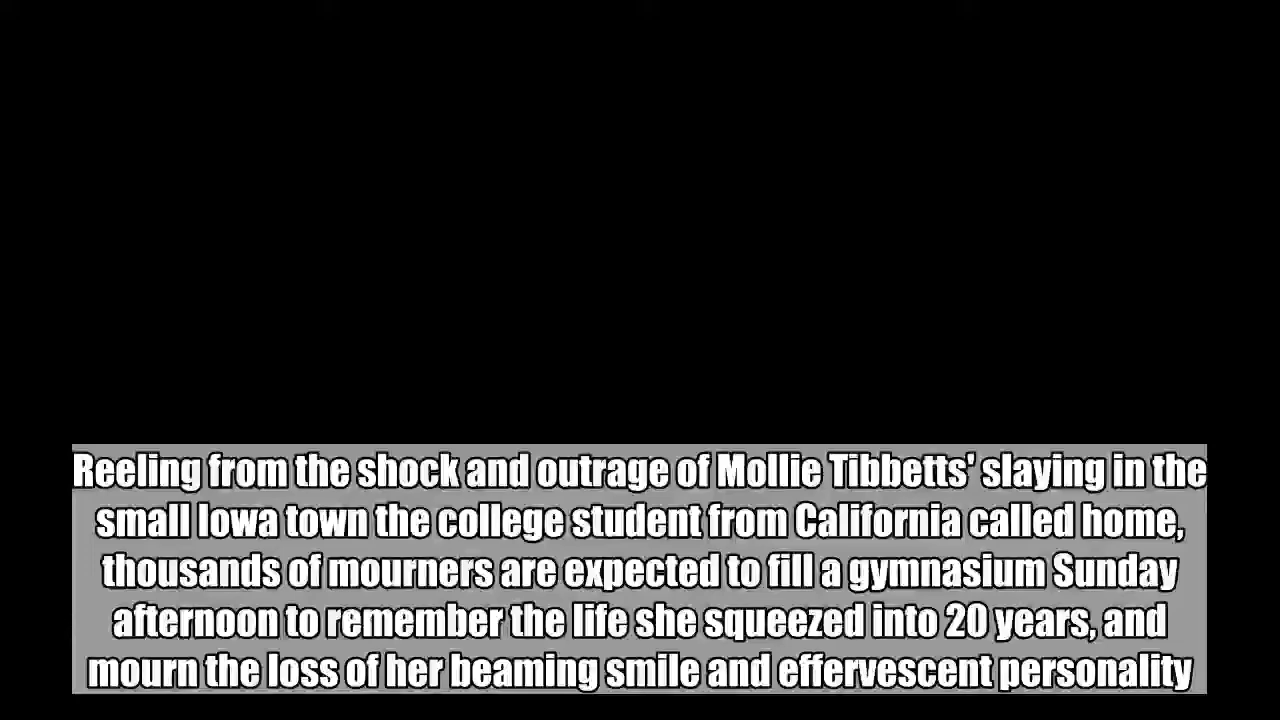 Reeling from the shock and outrage of Mollie Tibbetts' slaying in the
small Iowa town the college student from California called home,
thousands of mourners are expected to fill a gymnasium Sunday
afternoon to remember the life she squeezed into 20 years, and
mourn the loss of her beaming smile and effervescent personality